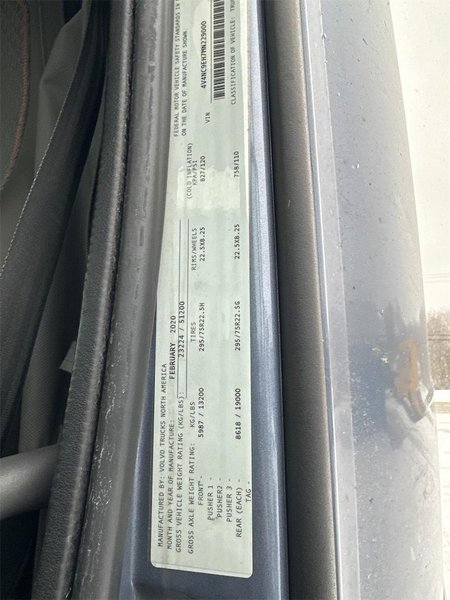 MANUFACTURED BY: VOLVO TRUCKS NORTH AMERICA
MONTH AND YEAR OF MANUFACTURE: FEBRUARY 2020
GROSS VEHICLE WEIGHT RATING (KG/LBS) 23224 / 51200
GROSS AXLE WEIGHT RATING: KG/LBS TIRES RIMS/WHEELS (COLD INFLATION) KPA/PSI
FRONT - 5987 / 13200 295/75R22.5H 22.5X8.25 827/120
PUSHER 1 -
PUSHER2 -
PUSHER 3 -
REAR (EACH) - 8618 / 19000 295/75R22.5G 22.5X8.25 758/110
TAG -
FEDERAL MOTOR VEHICLE SAFETY STANDARDS IN
ON THE DATE OF MANUFACTURE SHOWN.
VIN 4V4NC9EH7MN229000
CLASSIFICATION OF VEHICLE: TRU